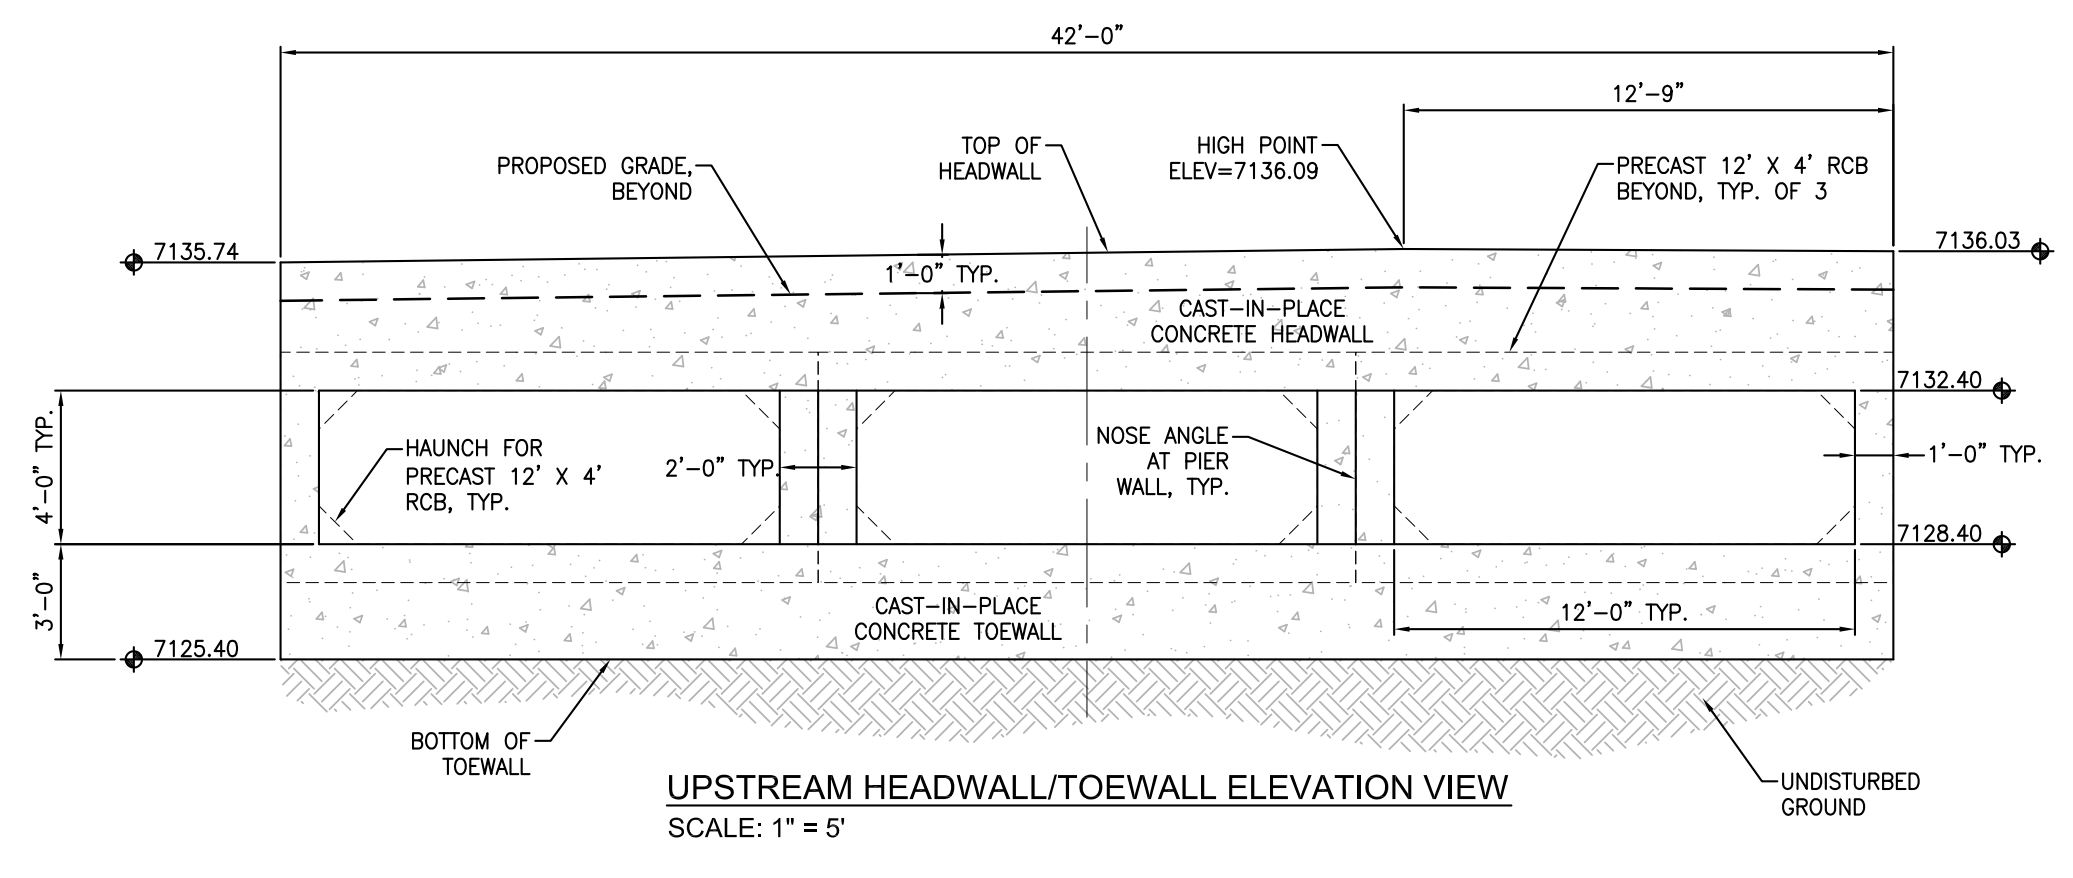 42'-0"
12'-9"
TOP OF
HEADWALL
HIGH POINT
ELEV=7136.09
PROPOSED GRADE,
BEYOND
PRECAST 12' X 4' RCB
BEYOND, TYP. OF 3
7135.74
7136.03
1'-0" TYP.
CAST-IN-PLACE
CONCRETE HEADWALL
7132.40
4'-0" TYP.
HAUNCH FOR
PRECAST 12' X 4'
RCB, TYP.
2'-0" TYP.
NOSE ANGLE
AT PIER
WALL, TYP.
1'-0" TYP.
7128.40
3'-0"
CAST-IN-PLACE
CONCRETE TOEWALL
12'-0" TYP.
7125.40
BOTTOM OF
TOEWALL
UNDISTURBED
GROUND
UPSTREAM HEADWALL/TOEWALL ELEVATION VIEW
SCALE: 1" = 5'